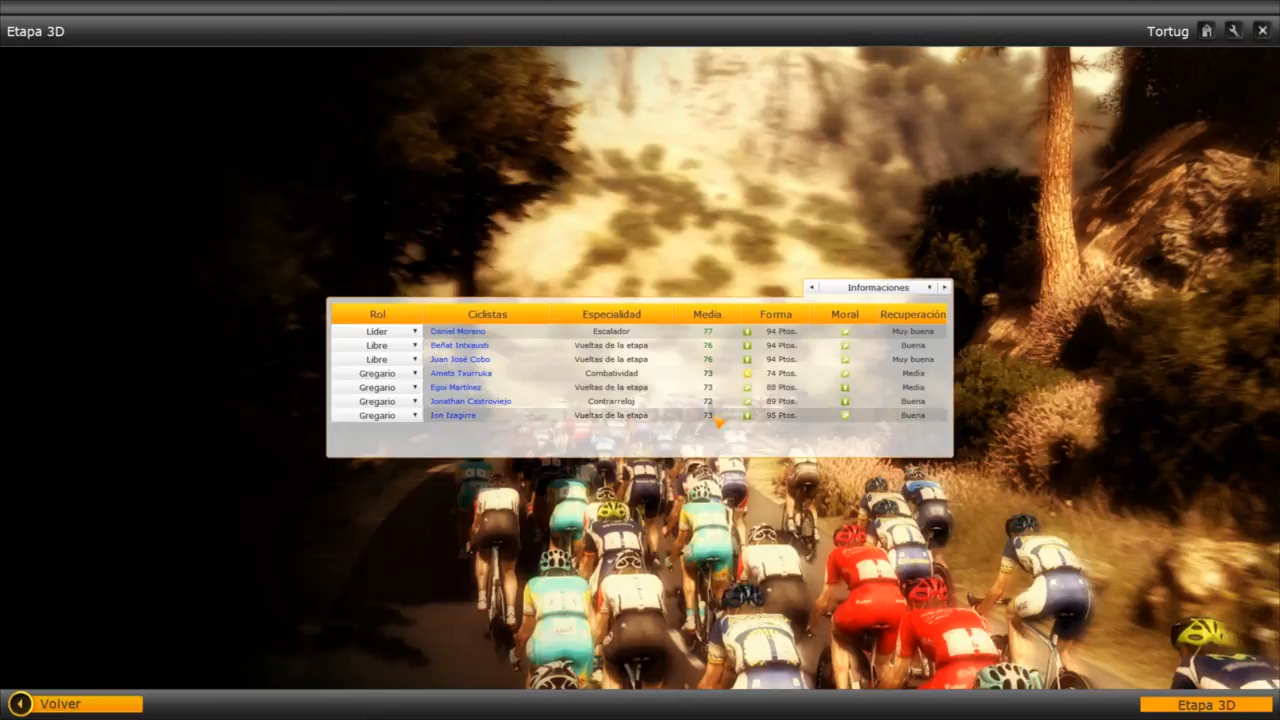 Etapa 3D Tortug
Informaciones
Rol Ciclistas Especialidad Media Forma Moral Recuperación
Líder Daniel Moreno Escalador 77 94 Ptos. Muy buena
Libre Beñat Intxausti Vueltas de la etapa 76 94 Ptos. Buena
Libre Juan José Cobo Vueltas de la etapa 76 94 Ptos. Muy buena
Gregario Amets Txurruka Combatividad 73 74 Ptos. Media
Gregario Egoi Martínez Vueltas de la etapa 73 88 Ptos. Media
Gregario Jonathan Castroviejo Contrarreloj 72 89 Ptos. Buena
Gregario Ion Izagirre Vueltas de la etapa 73 95 Ptos. Buena
Volver Etapa 3D